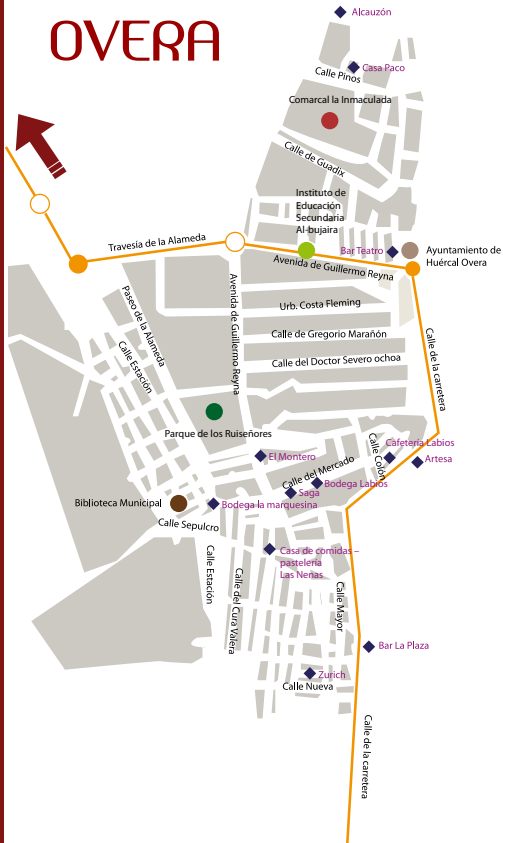 OVERA
Alcauzón
Casa Paco
Calle Pinos
Comarcal la Inmaculada
Calle de Guadix
Instituto de
Educación
Secundaria
Al-bujaira
Bar Teatro
Ayuntamiento de
Huércal Overa
Travesía de la Alameda
Avenida de Guillermo Reyna
Avenida de Guillermo Reyna
Paseo de la Alameda
Calle Estación
Urb. Costa Fleming
Calle de Gregorio Marañón
Calle del Doctor Severo ochoa
Calle de la carretera
Parque de los Ruiseñores
Cafetería Labios
Calle Colón
Artesa
El Montero
Calle del Mercado
Bodega Labios
Saga
Biblioteca Municipal
Bodega la marquesina
Calle Sepulcro
Casa de comidas –
pastelería
Las Nenas
Calle Estación
Calle del Cura Valera
Calle Mayor
Bar La Plaza
Zurich
Calle Nueva
Calle de la carretera